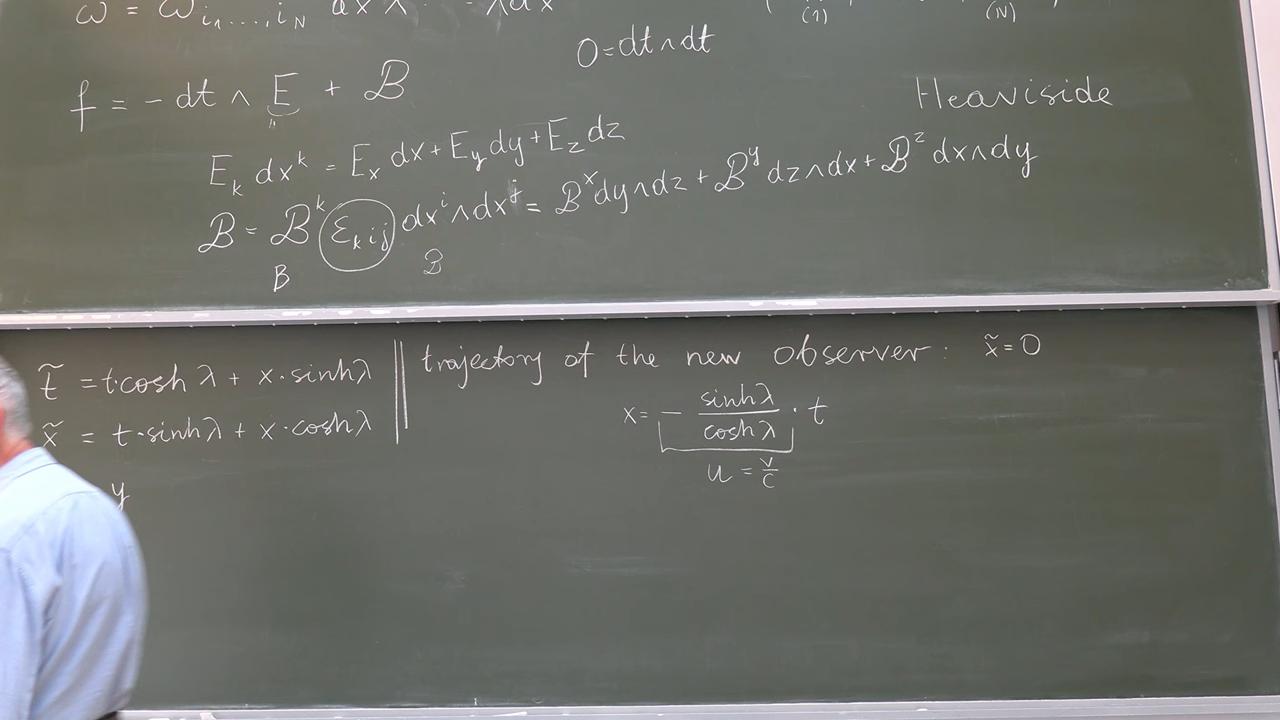 ω = ω_{i₁...,i_N} dx ∧ ... ∧ dx
(1) (N)
0 = dt ∧ dt
f = - dt ∧ E + B
Heaviside
E_k dx^k = E_x dx + E_y dy + E_z dz
B = B^k ε_{kij} dx^i ∧ dx^j = B^x dy∧dz + B^y dz∧dx + B^z dx∧dy
B B
t̃ = t·cosh λ + x·sinh λ
x̃ = t·sinh λ + x·cosh λ
y
trajectory of the new observer: x̃ = 0
x = - sinh λ / cosh λ · t
u = v/c